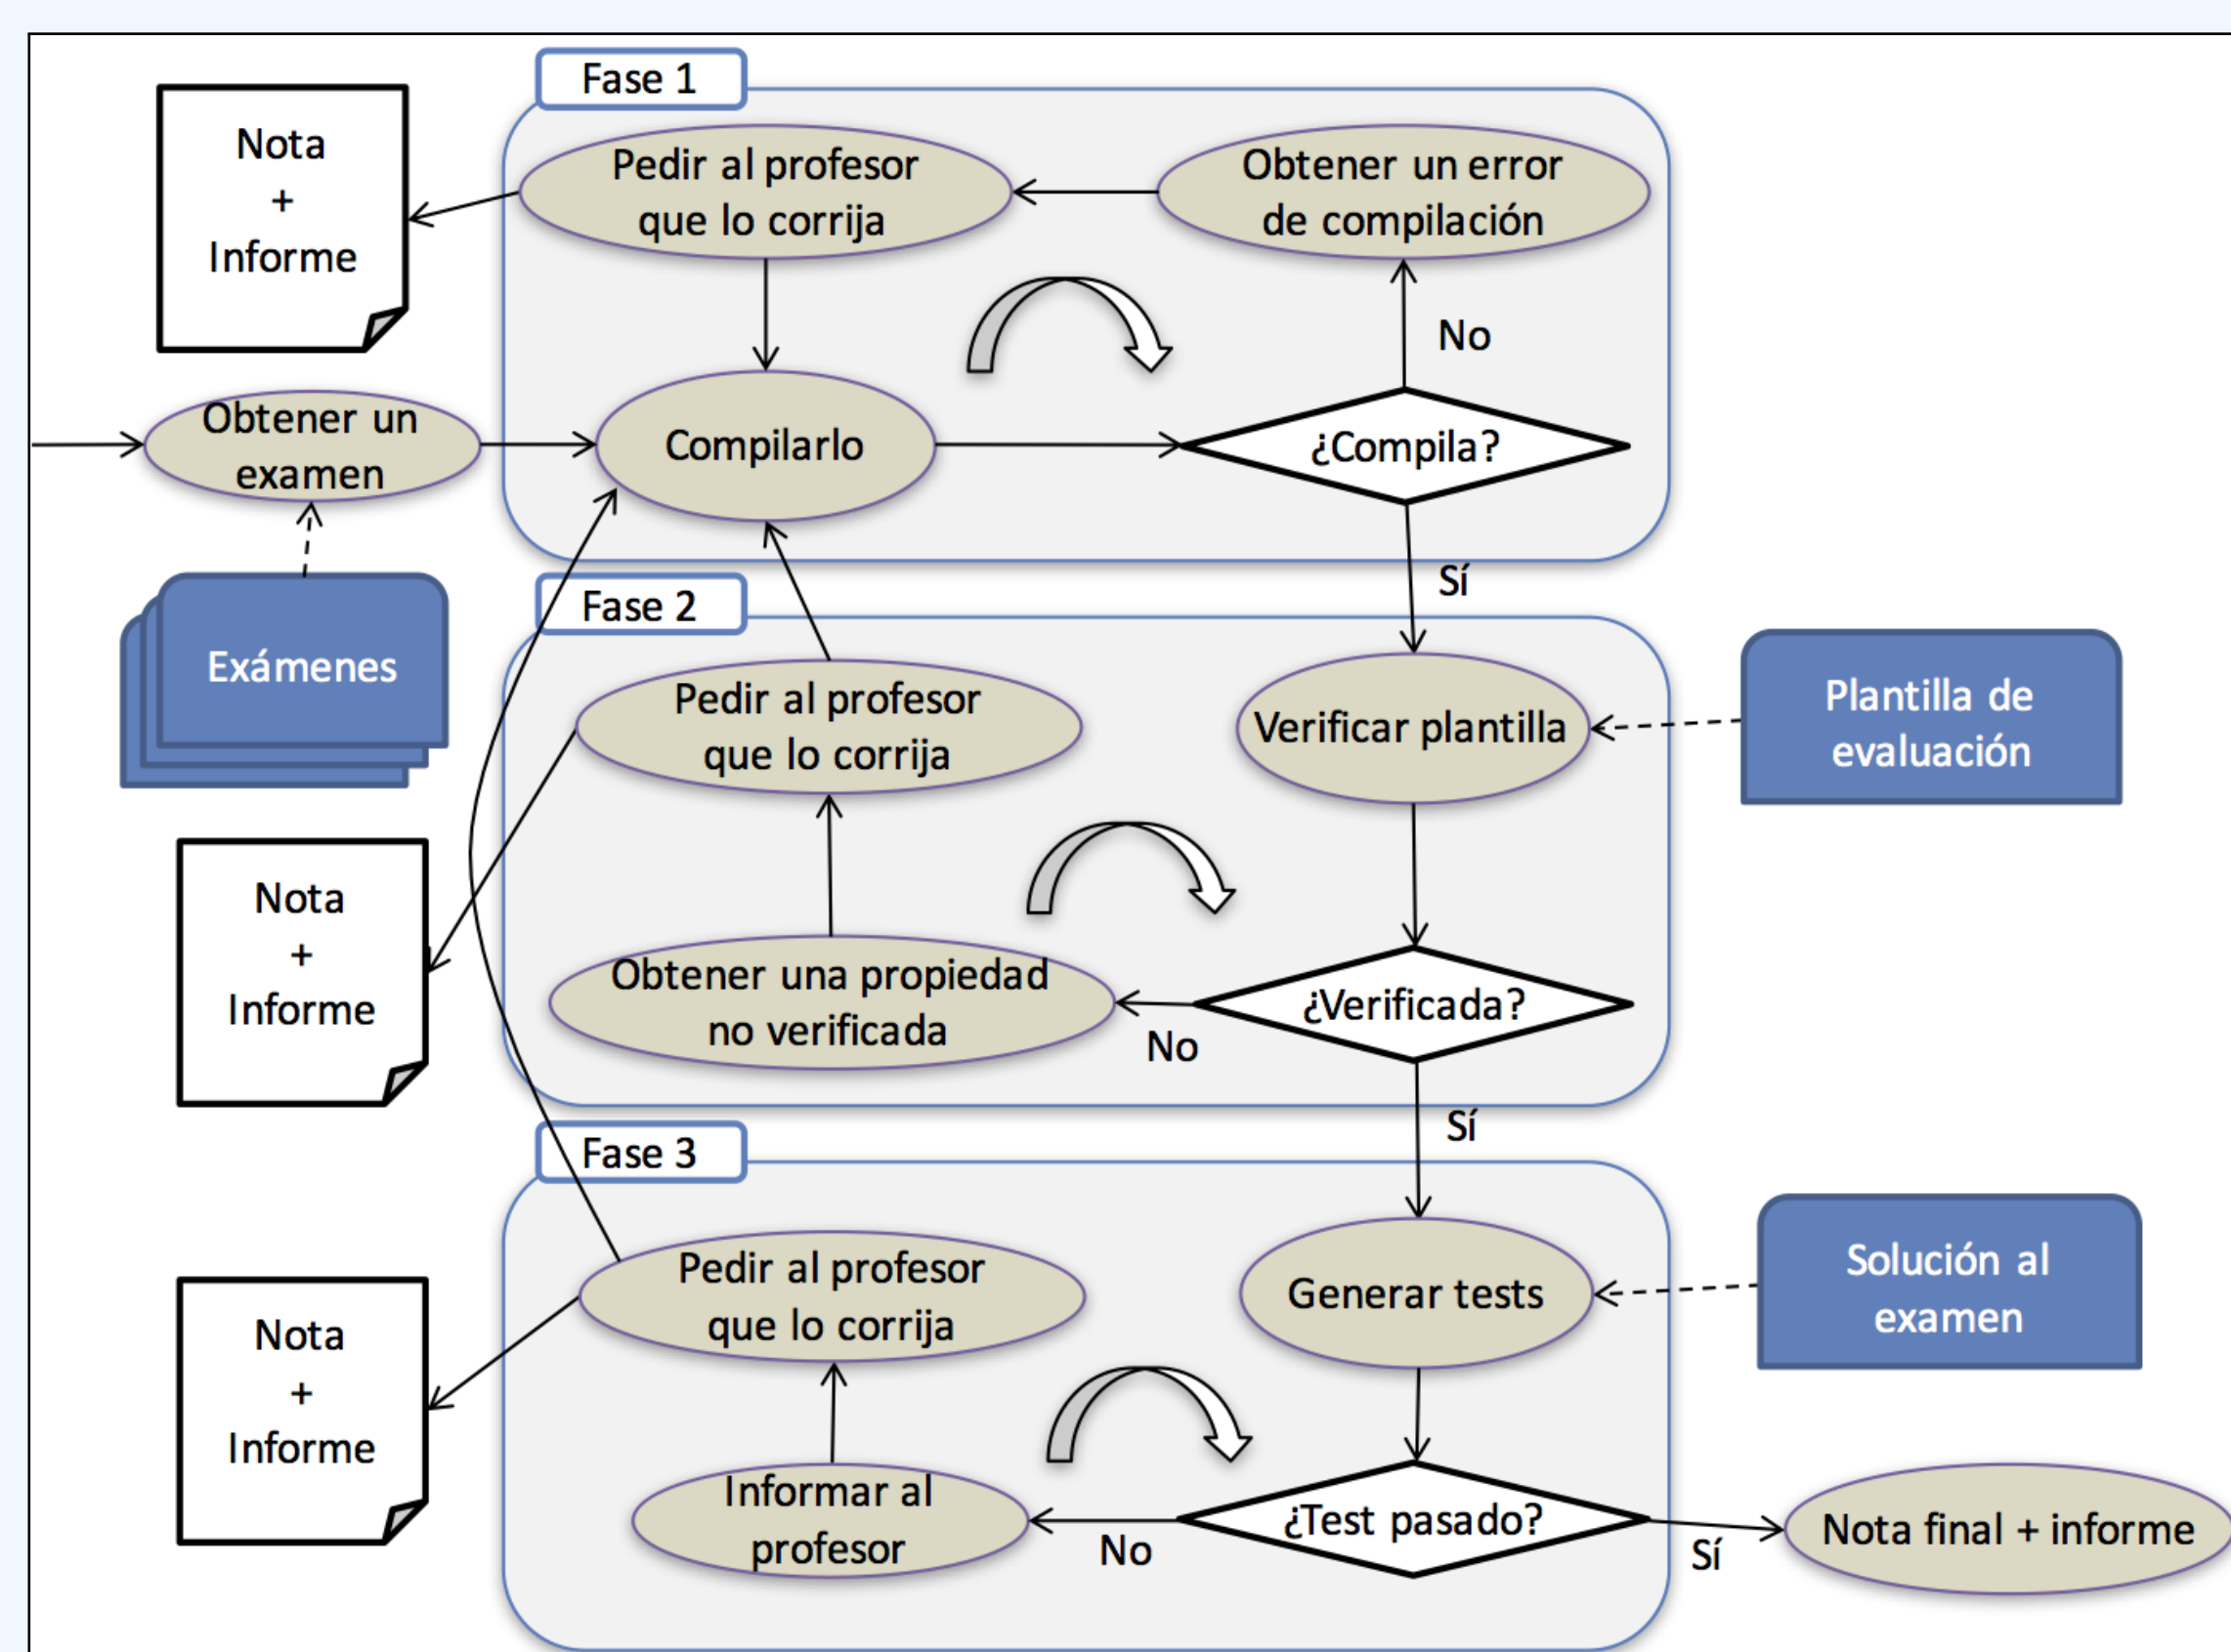 Fase 1
Nota
+
Informe
Pedir al profesor
que lo corrija
Obtener un error
de compilación
No
Obtener un
examen
Compilarlo
¿Compila?
Sí
Exámenes
Fase 2
Pedir al profesor
que lo corrija
Verificar plantilla
Plantilla de
evaluación
Nota
+
Informe
Obtener una propiedad
no verificada
No
¿Verificada?
Sí
Fase 3
Pedir al profesor
que lo corrija
Generar tests
Solución al
examen
Nota
+
Informe
Informar al
profesor
No
¿Test pasado?
Sí
Nota final + informe